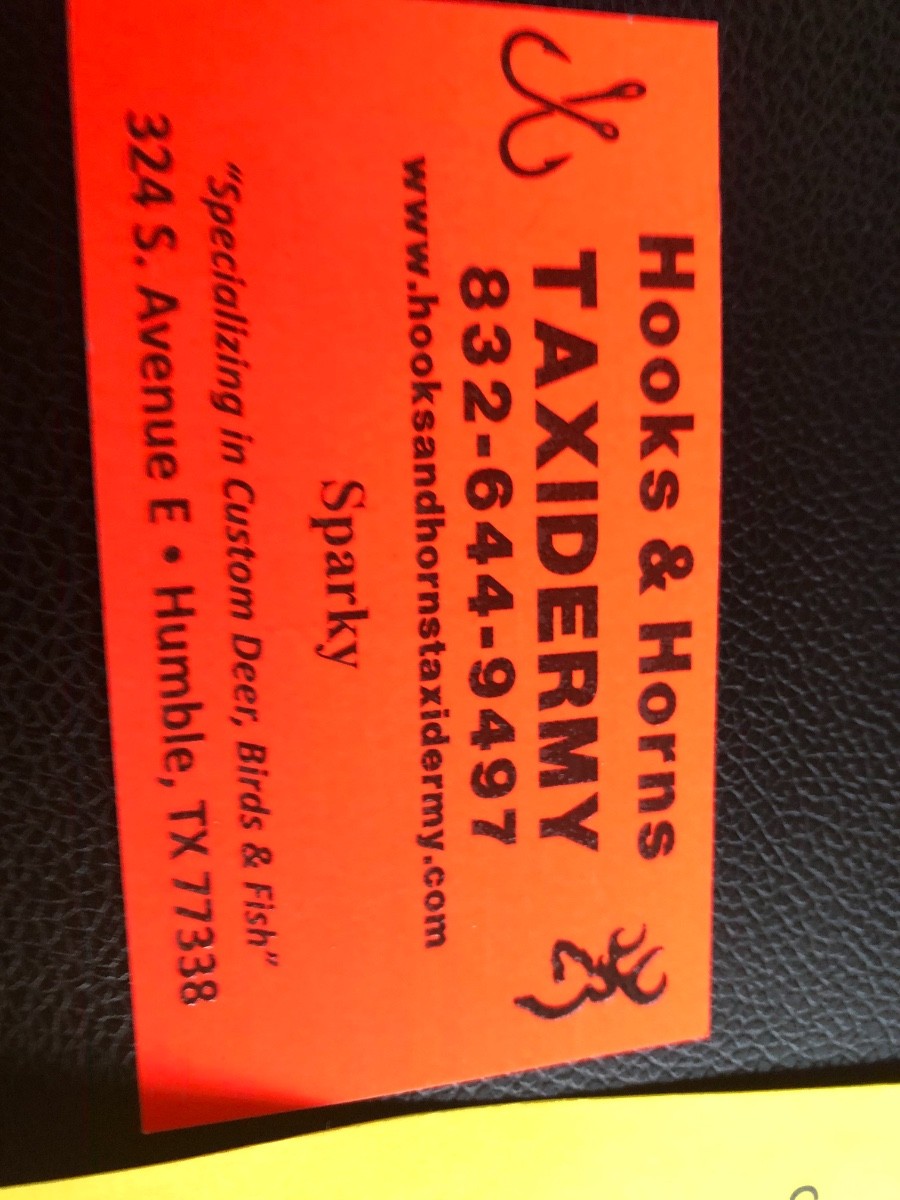 Hooks & Horns
TAXIDERMY
832-644-9497
www.hooksandhornstaxidermy.com
Sparky
"Specializing in Custom Deer, Birds & Fish"
324 S. Avenue E • Humble, TX 77338